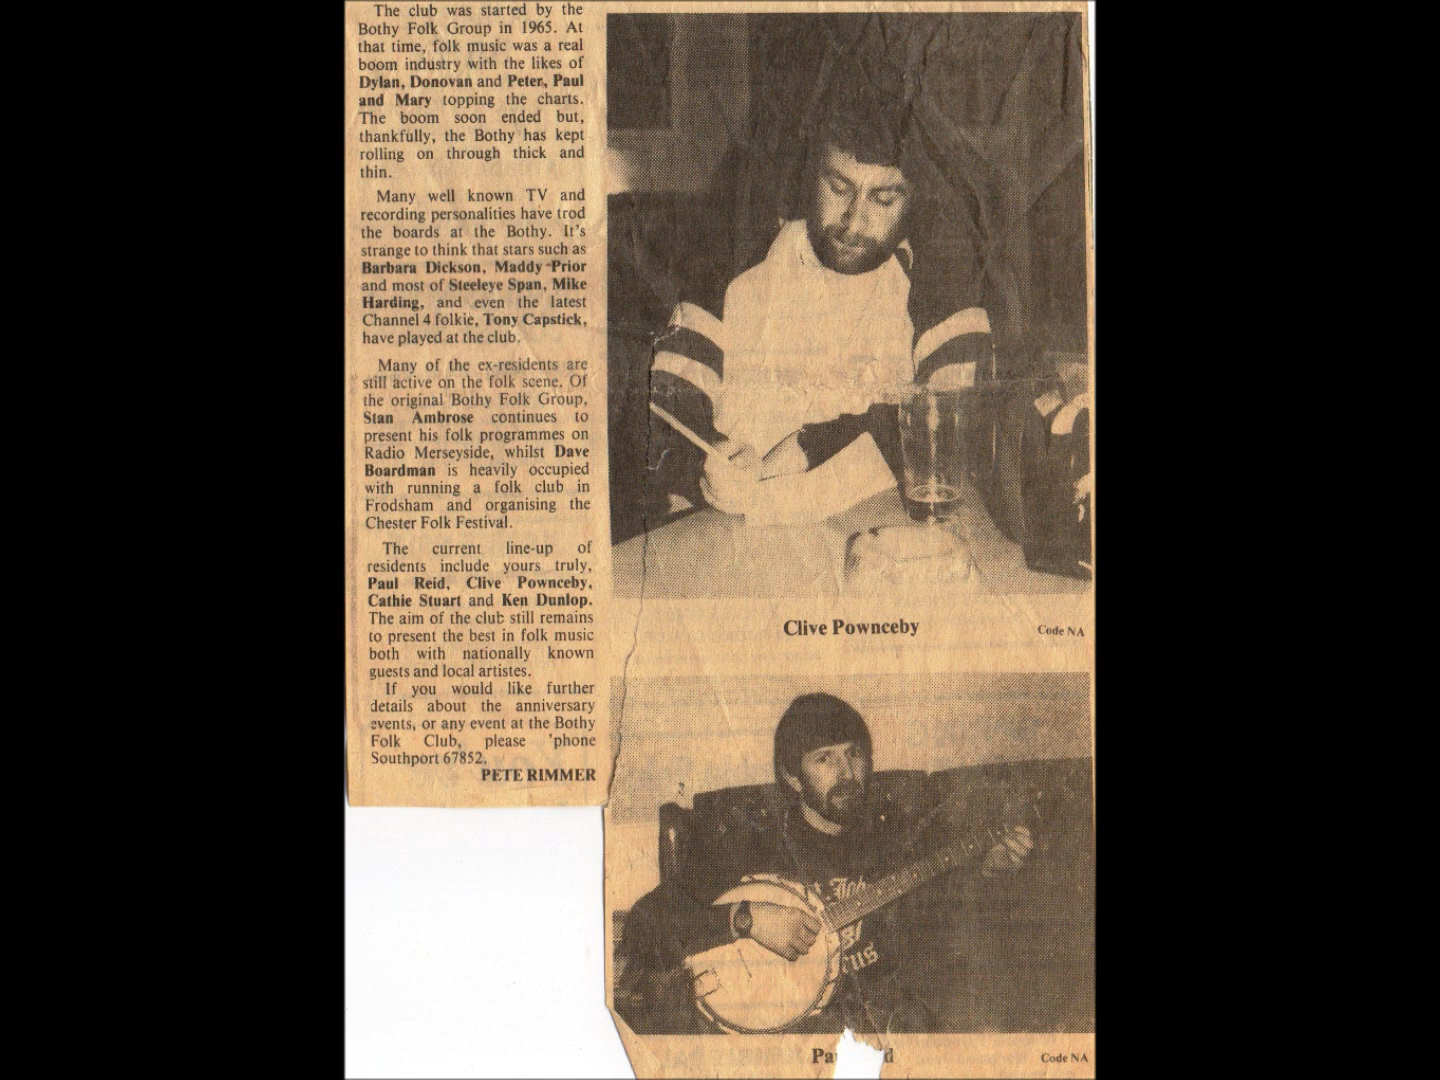 The club was started by the
Bothy Folk Group in 1965. At
that time, folk music was a real
boom industry with the likes of
Dylan, Donovan and Peter, Paul
and Mary topping the charts.
The boom soon ended but,
thankfully, the Bothy has kept
rolling on through thick and
thin.
Many well known TV and
recording personalities have trod
the boards at the Bothy. It's
strange to think that stars such as
Barbara Dickson, Maddy Prior
and most of Steeleye Span, Mike
Harding, and even the latest
Channel 4 folkie, Tony Capstick,
have played at the club.
Many of the ex-residents are
still active on the folk scene. Of
the original Bothy Folk Group,
Stan Ambrose continues to
present his folk programmes on
Radio Merseyside, whilst Dave
Boardman is heavily occupied
with running a folk club in
Frodsham and organising the
Chester Folk Festival.
The current line-up of
residents include yours truly,
Paul Reid, Clive Pownceby,
Cathie Stuart and Ken Dunlop.
The aim of the club still remains
to present the best in folk music
both with nationally known
guests and local artistes.
If you would like further
details about the anniversary
events, or any event at the Bothy
Folk Club, please 'phone
Southport 67852.
PETE RIMMER
Clive Pownceby
Code NA
Code NA